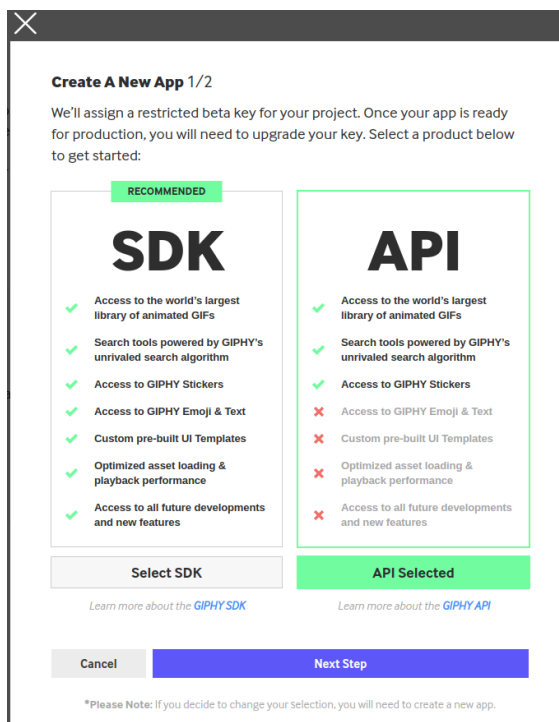 Create A New App 1/2
We'll assign a restricted beta key for your project. Once your app is ready
for production, you will need to upgrade your key. Select a product below
to get started:
RECOMMENDED
SDK
Access to the world's largest
library of animated GIFs
Search tools powered by GIPHY's
unrivaled search algorithm
Access to GIPHY Stickers
Access to GIPHY Emoji & Text
Custom pre-built UI Templates
Optimized asset loading &
playback performance
Access to all future developments
and new features
Select SDK
Learn more about the GIPHY SDK
API
Access to the world's largest
library of animated GIFs
Search tools powered by GIPHY's
unrivaled search algorithm
Access to GIPHY Stickers
Access to GIPHY Emoji & Text
Custom pre-built UI Templates
Optimized asset loading &
playback performance
Access to all future developments
and new features
API Selected
Learn more about the GIPHY API
Cancel
Next Step
*Please Note: If you decide to change your selection, you will need to create a new app.